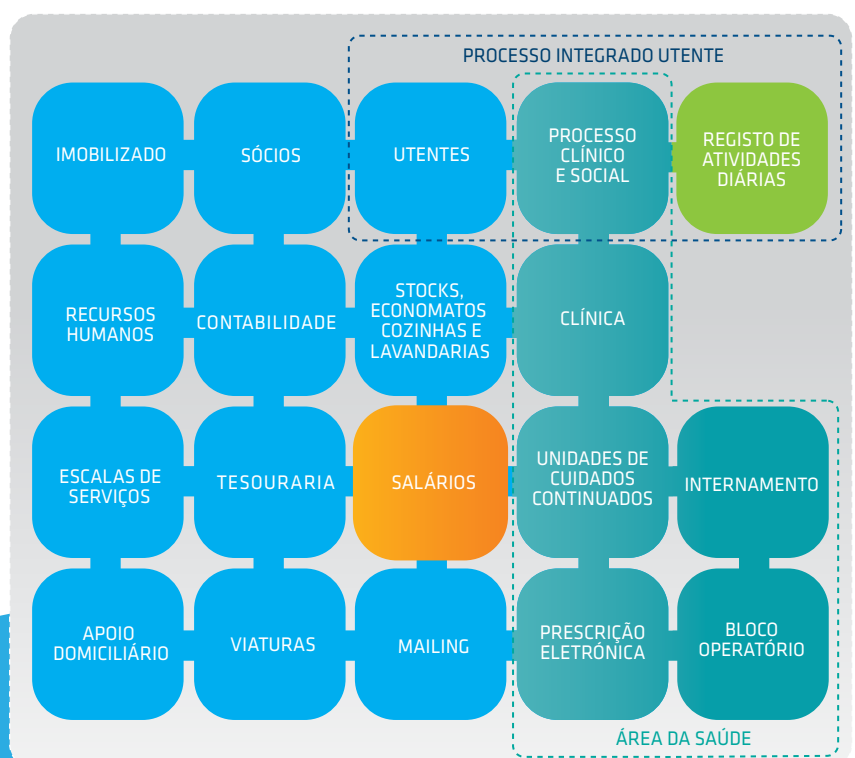 PROCESSO INTEGRADO UTENTE
IMOBILIZADO
SÓCIOS
UTENTES
PROCESSO
CLÍNICO
E SOCIAL
REGISTO DE
ATIVIDADES
DIÁRIAS
RECURSOS
HUMANOS
CONTABILIDADE
STOCKS,
ECONOMATOS
COZINHAS E
LAVANDARIAS
CLÍNICA
ESCALAS DE
SERVIÇOS
TESOURARIA
SALÁRIOS
UNIDADES DE
CUIDADOS
CONTINUADOS
INTERNAMENTO
APOIO
DOMICILIÁRIO
VIATURAS
MAILING
PRESCRIÇÃO
ELETRÓNICA
BLOCO
OPERATÓRIO
ÁREA DA SAÚDE